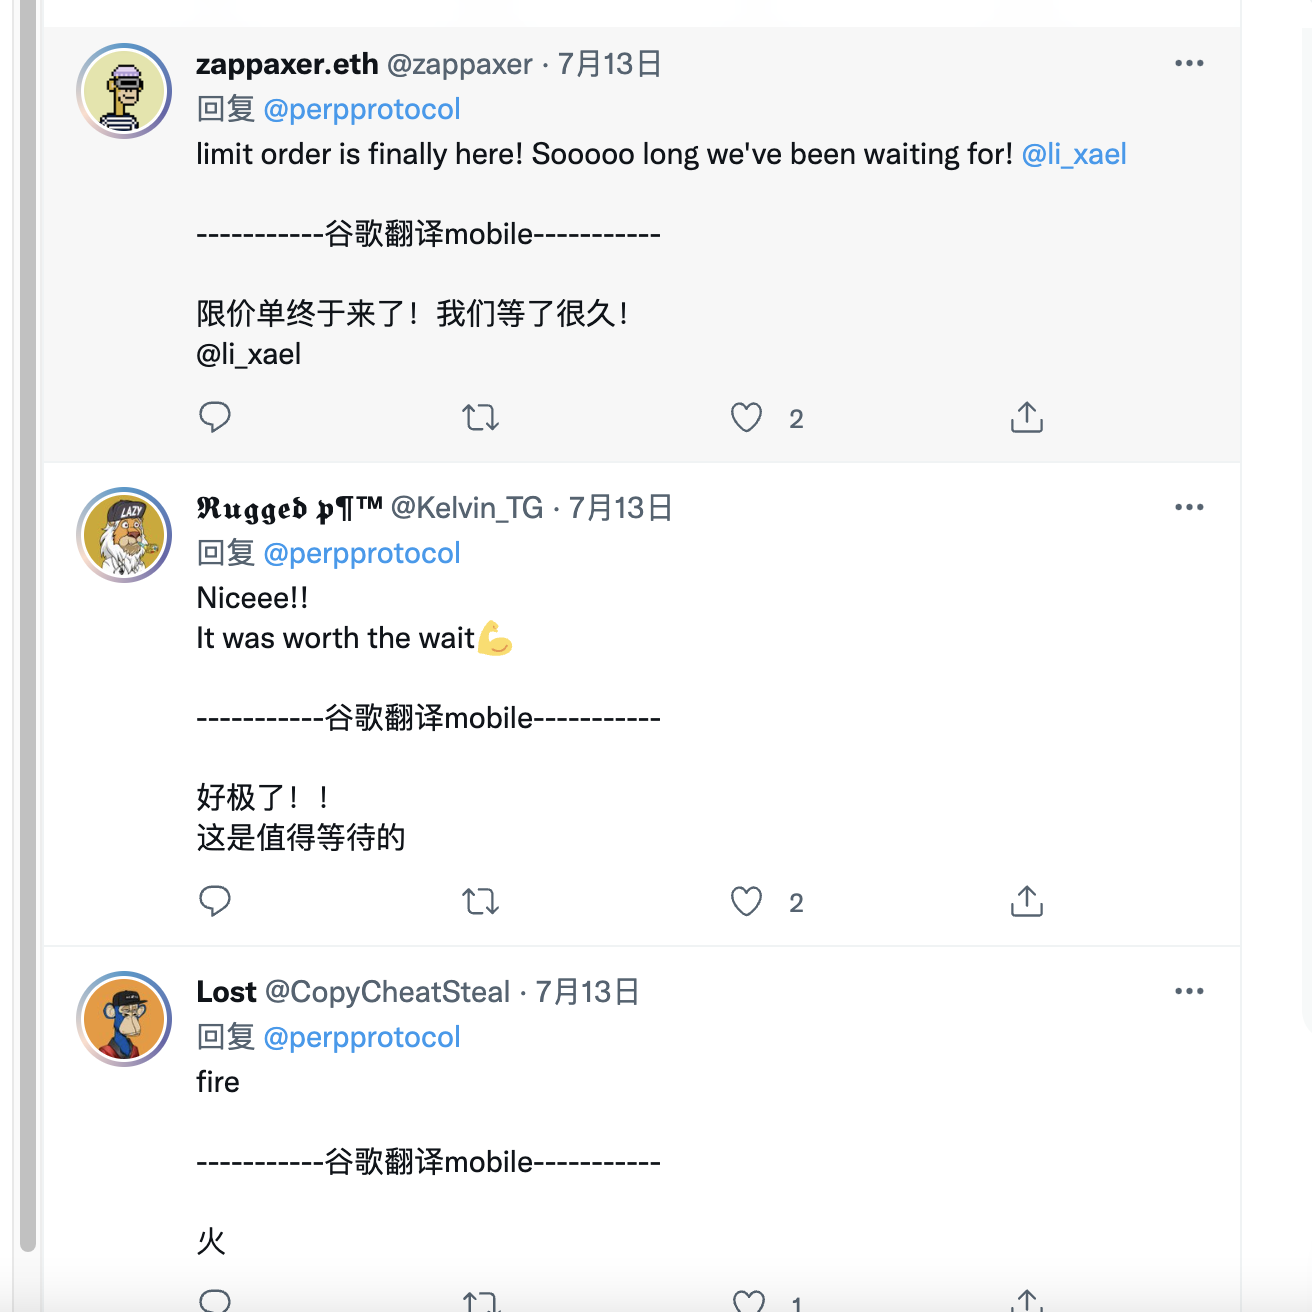 zappaxer.eth @zappaxer · 7月13日
回复 @perpprotocol
limit order is finally here! Sooooo long we've been waiting for! @li_xael
-----------谷歌翻译mobile-----------
限价单终于来了！我们等了很久！
@li_xael
2
LAZY
𝕽𝖚𝖌𝖌𝖊𝖉 𝖕¶™ @Kelvin_TG · 7月13日
回复 @perpprotocol
Niceee!!
It was worth the wait💪
-----------谷歌翻译mobile-----------
好极了！！
这是值得等待的
2
Lost @CopyCheatSteal · 7月13日
回复 @perpprotocol
fire
-----------谷歌翻译mobile-----------
火
1